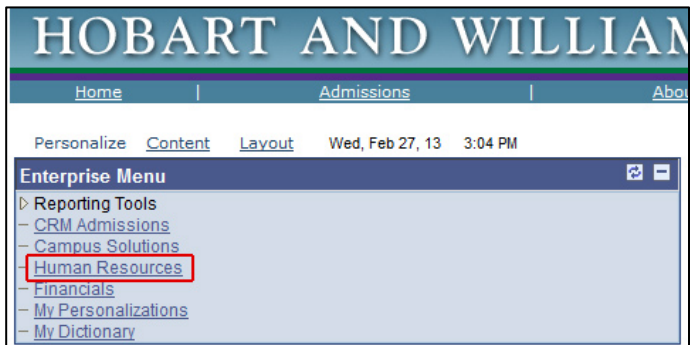 HOBART AND WILLIAM
Home | Admissions | Abou
Personalize Content Layout Wed, Feb 27, 13 3:04 PM
Enterprise Menu
Reporting Tools
CRM Admissions
Campus Solutions
Human Resources
Financials
My Personalizations
My Dictionary